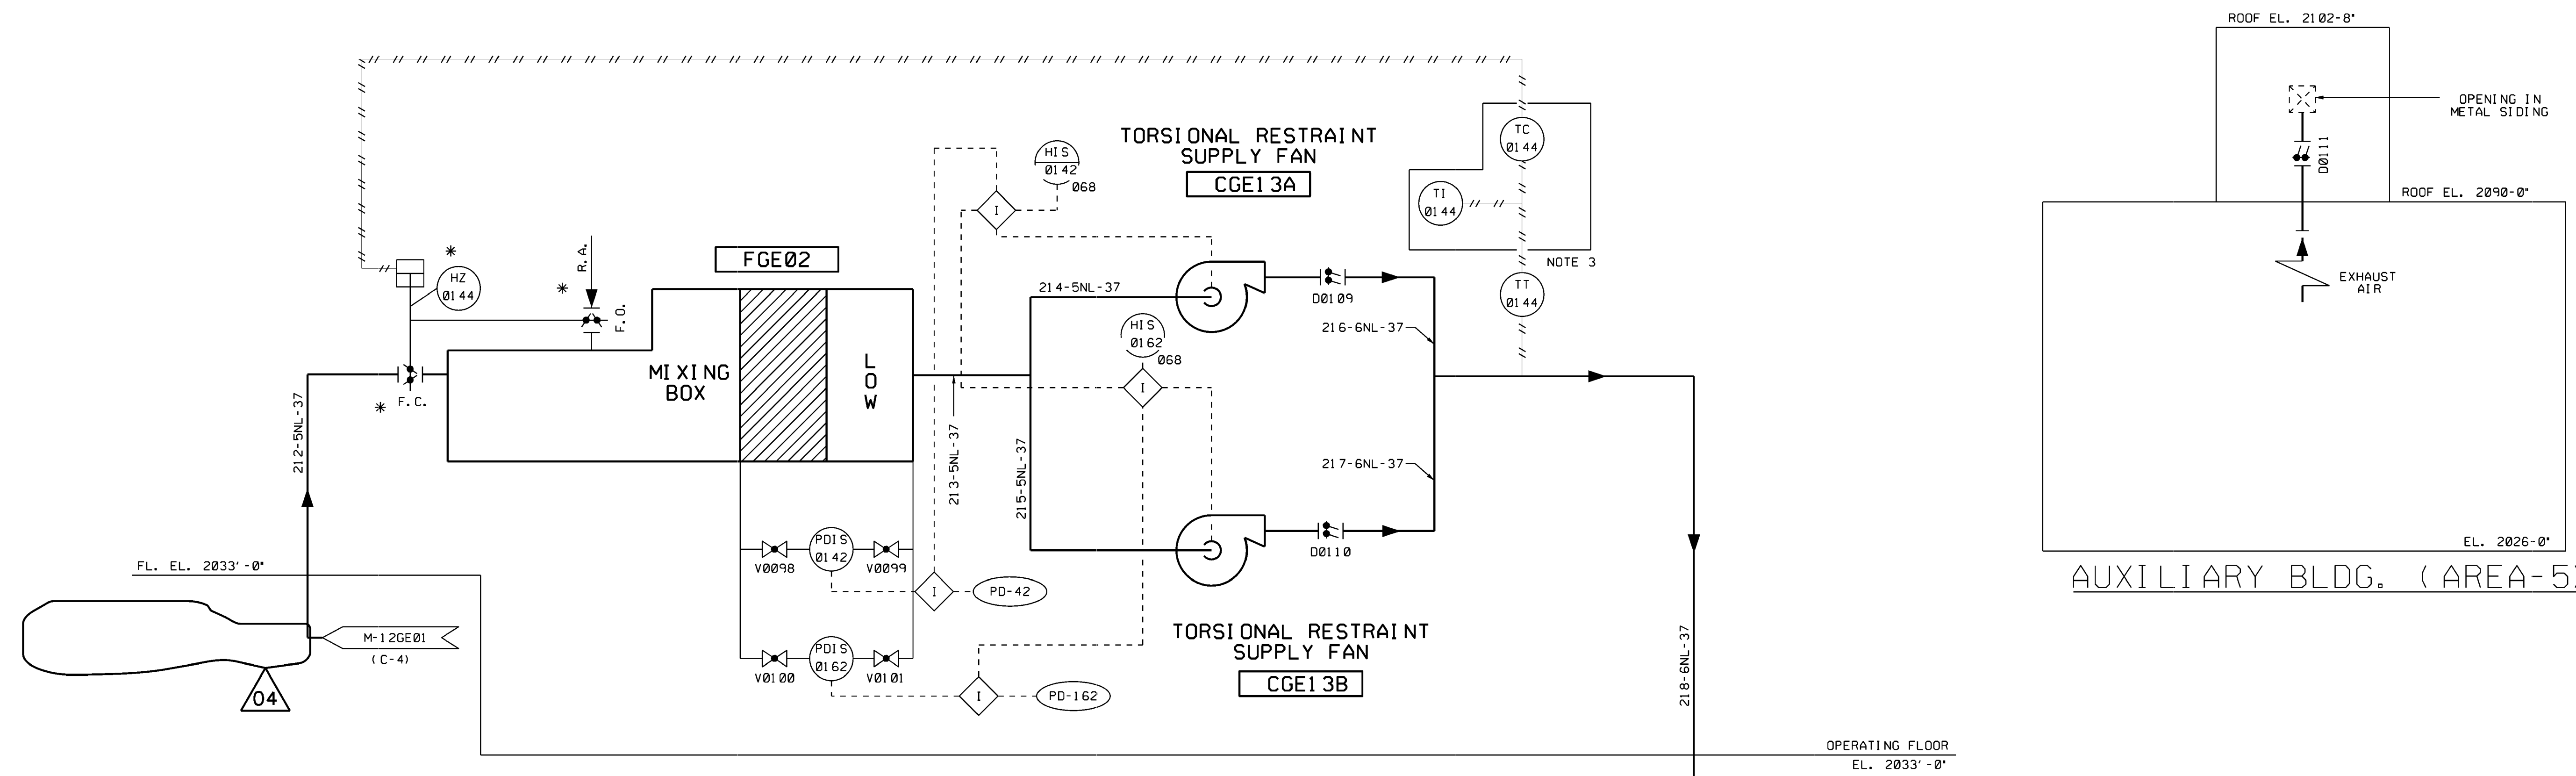 ROOF EL. 2102-8"
OPENING IN
METAL SIDING
D0111
ROOF EL. 2090-0"
EXHAUST
AIR
EL. 2026-0"
AUXILIARY BLDG. (AREA-5
TORSIONAL RESTRAINT
SUPPLY FAN
CGE13A
HIS
0142
068
I
TC
0144
TI
0144
NOTE 3
TT
0144
*
HZ
0144
*
R.A.
F.O.
*
F.C.
FGE02
MIXING
BOX
LOW
212-5NL-37
213-5NL-37
214-5NL-37
215-5NL-37
HIS
0162
068
I
D0109
216-6NL-37
217-6NL-37
D0110
PDIS
0142
V0098
V0099
I
PD-42
PDIS
0162
V0100
V0101
I
PD-162
TORSIONAL RESTRAINT
SUPPLY FAN
CGE13B
218-6NL-37
FL. EL. 2033'-0"
M-12GE01
(C-4)
04
OPERATING FLOOR
EL. 2033'-0"